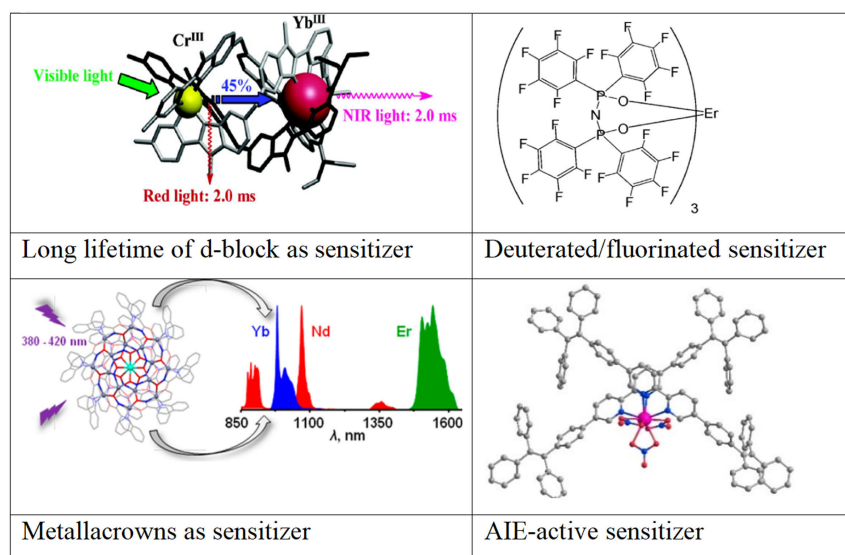 Cr^III
Yb^III
Visible light
45%
NIR light: 2.0 ms
Red light: 2.0 ms
Long lifetime of d-block as sensitizer
F F
F F F F
F F F
F
P O
N Er
P O
F F
F F
F F F
F F F
3
Deuterated/fluorinated sensitizer
380 - 420 nm
Yb Nd Er
850 1100 1350 1600
λ, nm
Metallacrowns as sensitizer
AIE-active sensitizer